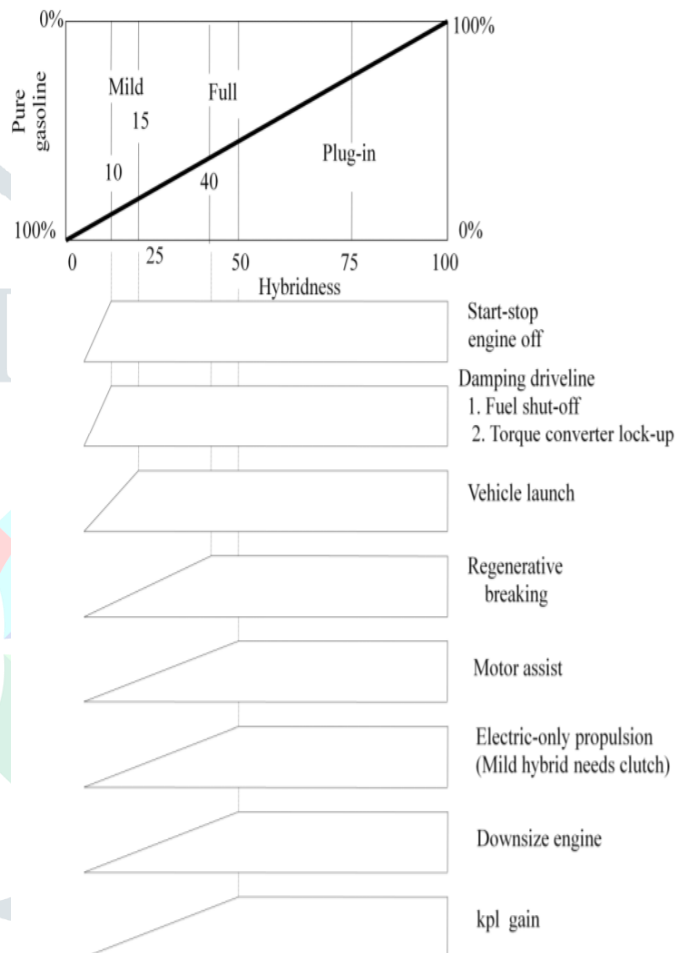 0%
100%
Pure
gasoline
Mild
Full
15
Plug-in
10
40
100%
0%
0
25
50
75
100
Hybridness
Start-stop
engine off
Damping driveline
1. Fuel shut-off
2. Torque converter lock-up
Vehicle launch
Regenerative
breaking
Motor assist
Electric-only propulsion
(Mild hybrid needs clutch)
Downsize engine
kpl gain